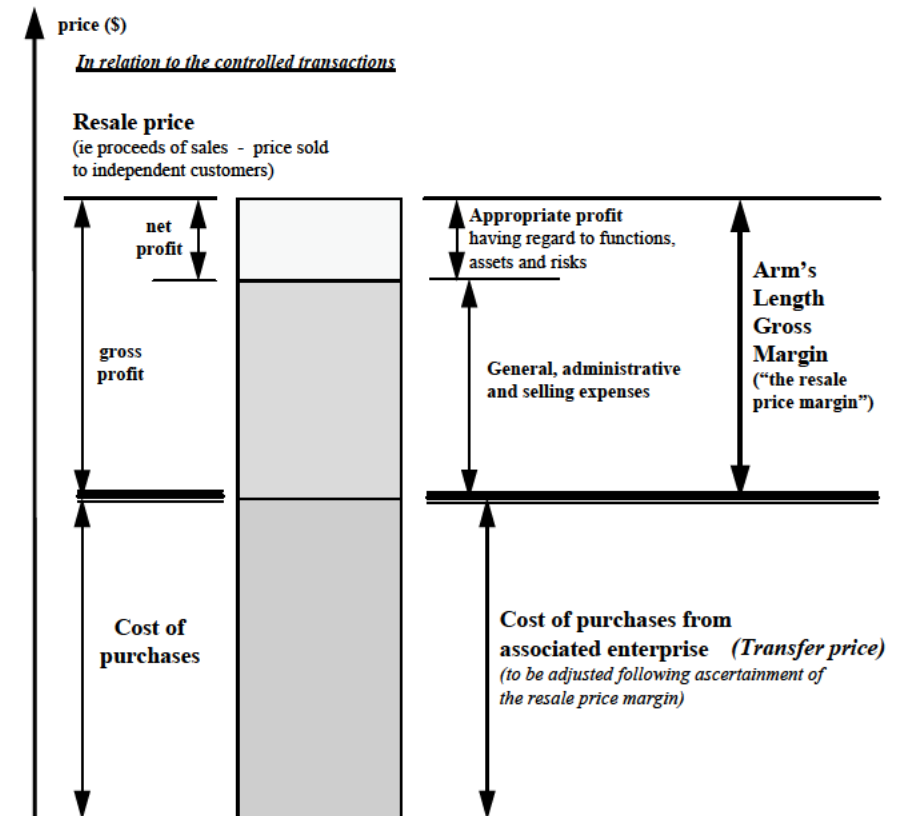 price ($)
In relation to the controlled transactions
Resale price
(ie proceeds of sales - price sold
to independent customers)
net
profit
Appropriate profit
having regard to functions,
assets and risks
Arm's
Length
Gross
Margin
("the resale
price margin")
gross
profit
General, administrative
and selling expenses
Cost of
purchases
Cost of purchases from
associated enterprise (Transfer price)
(to be adjusted following ascertainment of
the resale price margin)